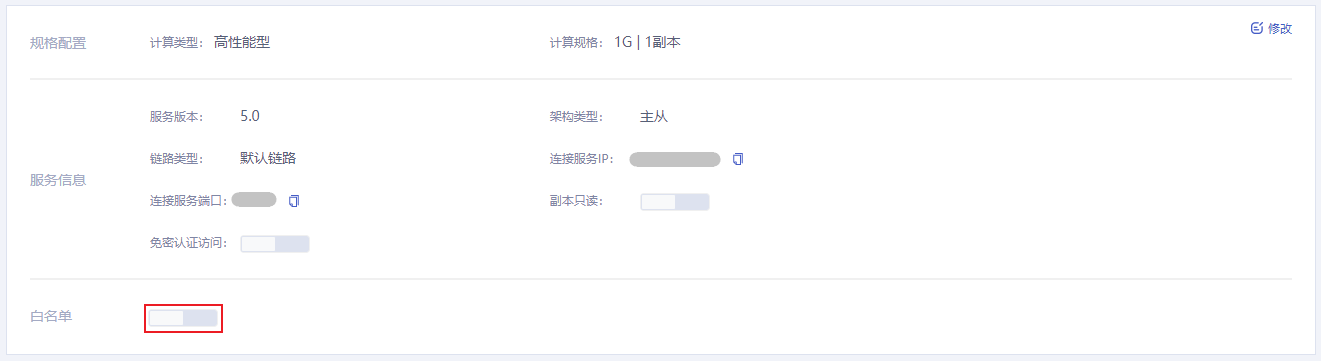 修改
规格配置 计算类型： 高性能型 计算规格： 1G | 1副本
服务版本： 5.0 架构类型： 主从
链路类型： 默认链路 连接服务IP：
服务信息
连接服务端口： 副本只读：
免密认证访问：
白名单